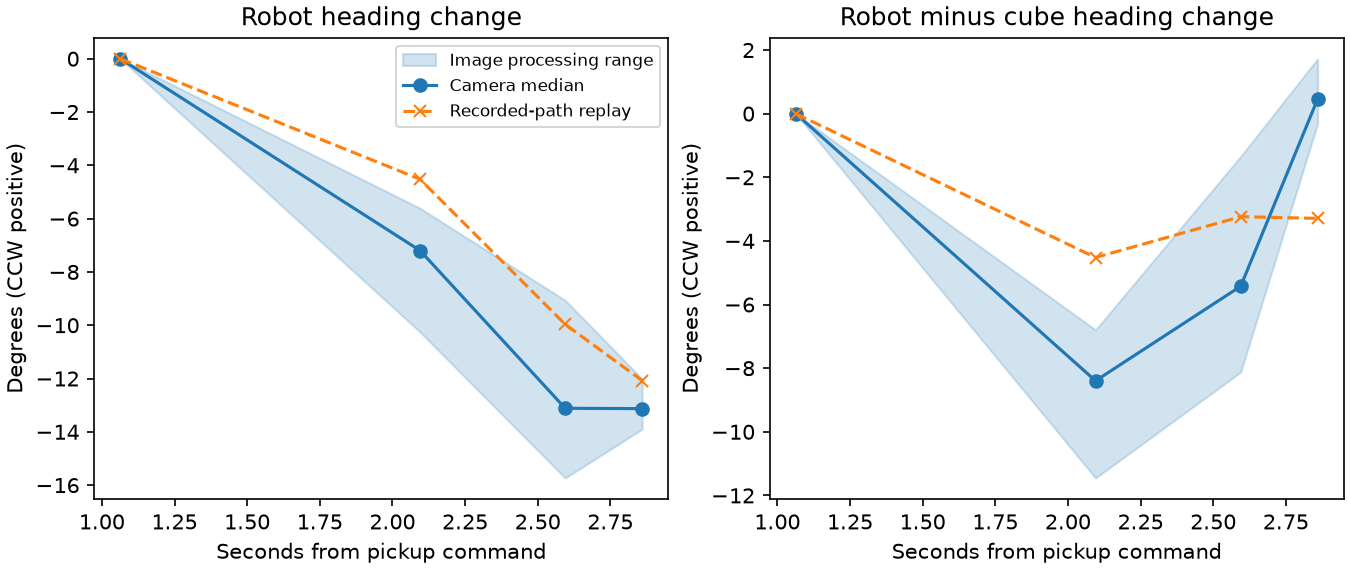 Robot heading change
Degrees (CCW positive)
0
−2
−4
−6
−8
−10
−12
−14
−16
Image processing range
Camera median
Recorded-path replay
1.00 1.25 1.50 1.75 2.00 2.25 2.50 2.75
Seconds from pickup command
Robot minus cube heading change
Degrees (CCW positive)
2
0
−2
−4
−6
−8
−10
−12
1.00 1.25 1.50 1.75 2.00 2.25 2.50 2.75
Seconds from pickup command